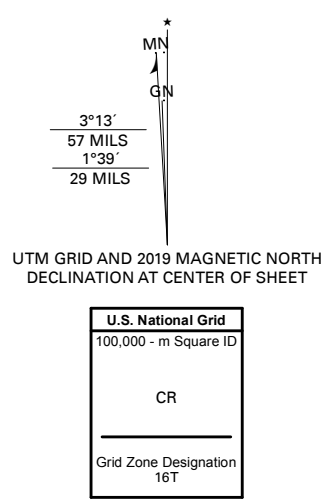 MN
GN
3°13´
57 MILS
1°39´
29 MILS
UTM GRID AND 2019 MAGNETIC NORTH
DECLINATION AT CENTER OF SHEET
U.S. National Grid
100,000 - m Square ID
CR
Grid Zone Designation
16T